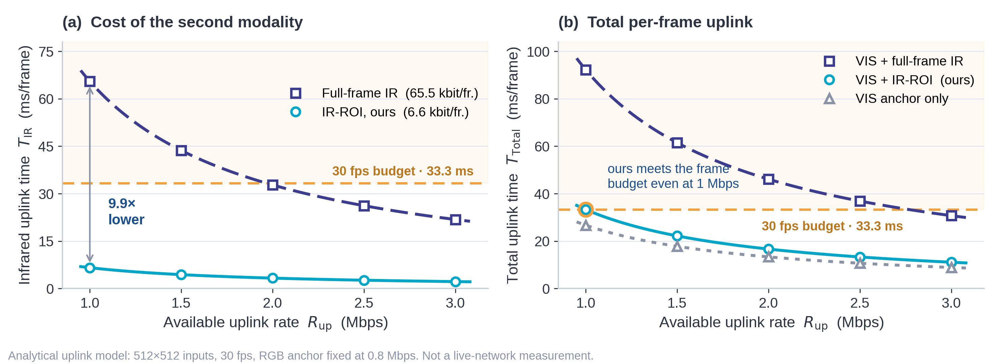 (a)  Cost of the second modality
Infrared uplink time  T_IR  (ms/frame)
75
60
45
30
15
0
Full-frame IR  (65.5 kbit/fr.)
IR-ROI, ours  (6.6 kbit/fr.)
30 fps budget · 33.3 ms
9.9×
lower
1.0
1.5
2.0
2.5
3.0
Available uplink rate  R_up  (Mbps)
(b)  Total per-frame uplink
Total uplink time  T_Total  (ms/frame)
100
80
60
40
20
0
VIS + full-frame IR
VIS + IR-ROI  (ours)
VIS anchor only
ours meets the frame
budget even at 1 Mbps
30 fps budget · 33.3 ms
1.0
1.5
2.0
2.5
3.0
Available uplink rate  R_up  (Mbps)
Analytical uplink model: 512×512 inputs, 30 fps, RGB anchor fixed at 0.8 Mbps. Not a live-network measurement.